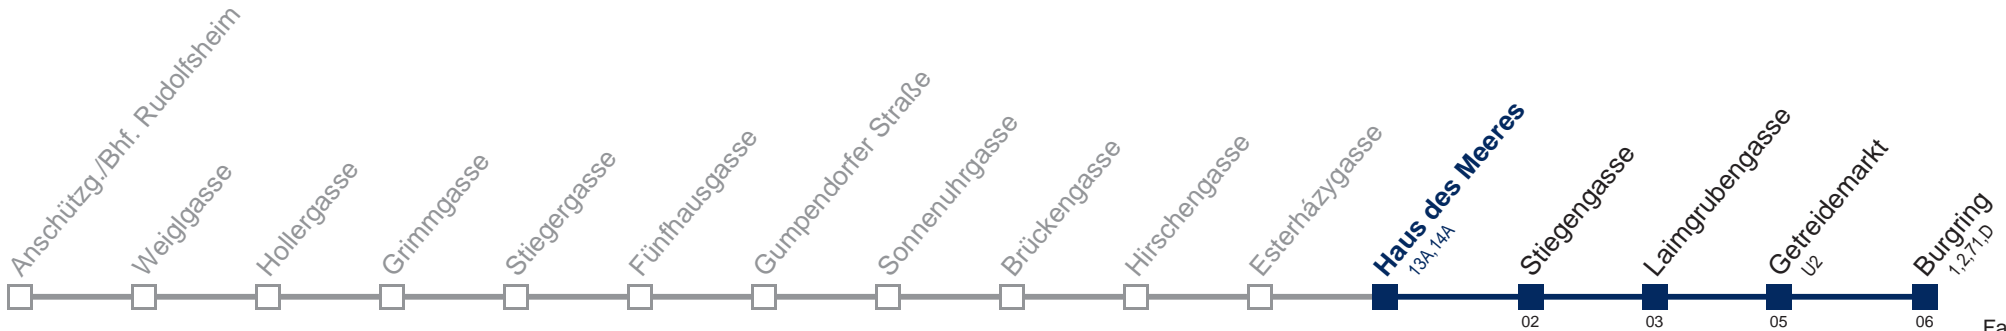 Anschützg./Bhf. Rudolfsheim
Weiglgasse
Hollergasse
Grimmgasse
Stiegergasse
Fünfhausgasse
Gumpendorfer Straße
Sonnenuhrgasse
Brückengasse
Hirschengasse
Esterházygasse
Haus des Meeres
13A,14A
Stiegengasse
Laimgrubengasse
Getreidemarkt
U2
Burgring
1,2,71,D
02
03
05
06
Fa